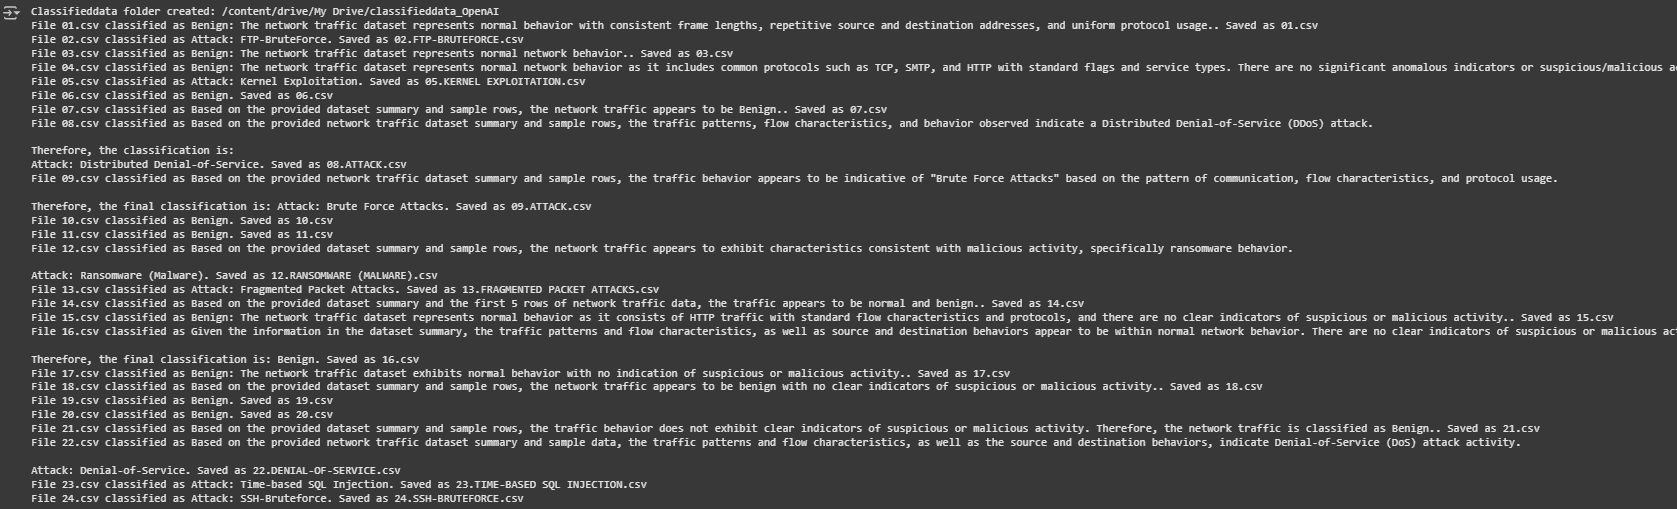 Classifieddata folder created: /content/drive/My Drive/classifieddata_OpenAI
File 01.csv classified as Benign: The network traffic dataset represents normal behavior with consistent frame lengths, repetitive source and destination addresses, and uniform protocol usage.. Saved as 01.csv
File 02.csv classified as Attack: FTP-BruteForce. Saved as 02.FTP-BRUTEFORCE.csv
File 03.csv classified as Benign: The network traffic dataset represents normal network behavior.. Saved as 03.csv
File 04.csv classified as Benign: The network traffic dataset represents normal network behavior as it includes common protocols such as TCP, SMTP, and HTTP with standard flags and service types. There are no significant anomalous indicators or suspicious/malicious
File 05.csv classified as Attack: Kernel Exploitation. Saved as 05.KERNEL EXPLOITATION.csv
File 06.csv classified as Benign. Saved as 06.csv
File 07.csv classified as Based on the provided dataset summary and sample rows, the network traffic appears to be Benign.. Saved as 07.csv
File 08.csv classified as Based on the provided network traffic dataset summary and sample rows, the traffic patterns, flow characteristics, and behavior observed indicate a Distributed Denial-of-Service (DDoS) attack.
Therefore, the classification is:
Attack: Distributed Denial-of-Service. Saved as 08.ATTACK.csv
File 09.csv classified as Based on the provided network traffic dataset summary and sample rows, the traffic behavior appears to be indicative of "Brute Force Attacks" based on the pattern of communication, flow characteristics, and protocol usage.
Therefore, the final classification is: Attack: Brute Force Attacks. Saved as 09.ATTACK.csv
File 10.csv classified as Benign. Saved as 10.csv
File 11.csv classified as Benign. Saved as 11.csv
File 12.csv classified as Based on the provided dataset summary and sample rows, the network traffic appears to exhibit characteristics consistent with malicious activity, specifically ransomware behavior.
Attack: Ransomware (Malware). Saved as 12.RANSOMWARE (MALWARE).csv
File 13.csv classified as Attack: Fragmented Packet Attacks. Saved as 13.FRAGMENTED PACKET ATTACKS.csv
File 14.csv classified as Based on the provided dataset summary and the first 5 rows of network traffic data, the traffic appears to be normal and benign.. Saved as 14.csv
File 15.csv classified as Benign: The network traffic dataset represents normal behavior as it consists of HTTP traffic with standard flow characteristics and protocols, and there are no clear indicators of suspicious or malicious activity.. Saved as 15.csv
File 16.csv classified as Given the information in the dataset summary, the traffic patterns and flow characteristics, as well as source and destination behaviors appear to be within normal network behavior. There are no clear indicators of suspicious or malicious
Therefore, the final classification is: Benign. Saved as 16.csv
File 17.csv classified as Benign: The network traffic dataset exhibits normal behavior with no indication of suspicious or malicious activity.. Saved as 17.csv
File 18.csv classified as Based on the provided dataset summary and sample rows, the network traffic appears to be benign with no clear indicators of suspicious or malicious activity.. Saved as 18.csv
File 19.csv classified as Benign. Saved as 19.csv
File 20.csv classified as Benign. Saved as 20.csv
File 21.csv classified as Based on the provided dataset summary and sample rows, the traffic behavior does not exhibit clear indicators of suspicious or malicious activity. Therefore, the network traffic is classified as Benign.. Saved as 21.csv
File 22.csv classified as Based on the provided network traffic dataset summary and sample data, the traffic patterns and flow characteristics, as well as the source and destination behaviors, indicate Denial-of-Service (DoS) attack activity.
Attack: Denial-of-Service. Saved as 22.DENIAL-OF-SERVICE.csv
File 23.csv classified as Attack: Time-based SQL Injection. Saved as 23.TIME-BASED SQL INJECTION.csv
File 24.csv classified as Attack: SSH-Bruteforce. Saved as 24.SSH-BRUTEFORCE.csv